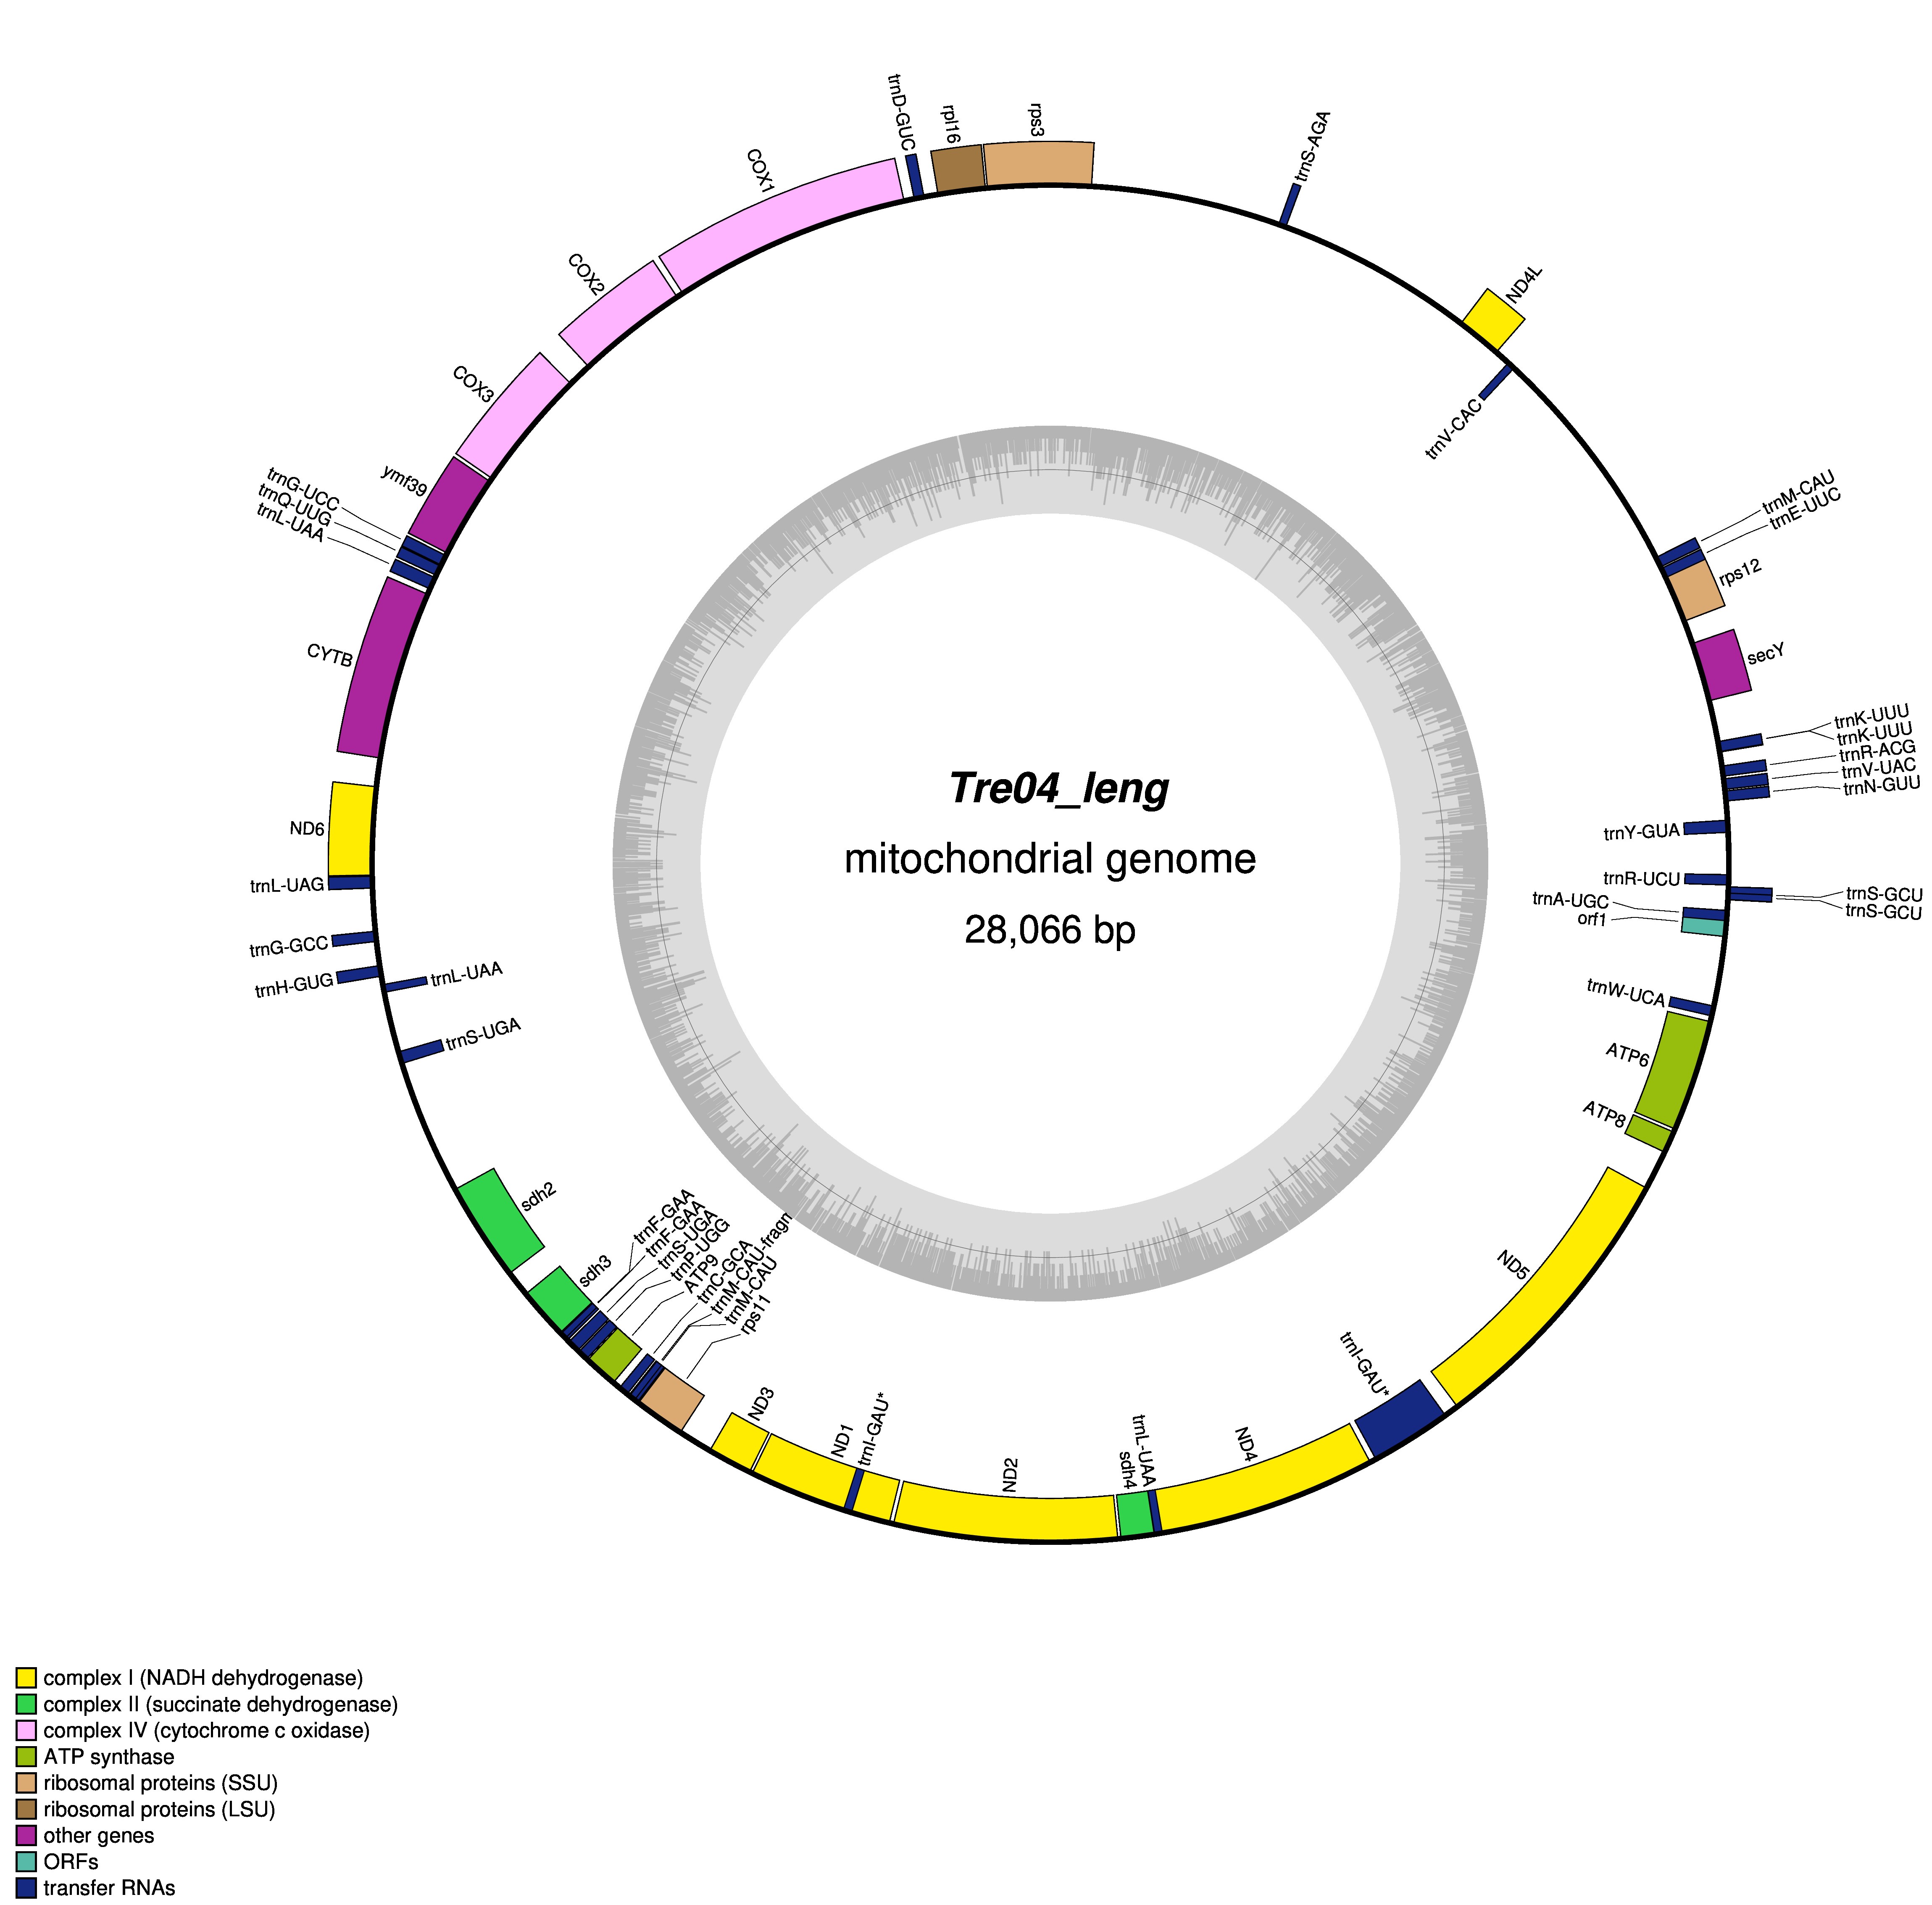 trnD-GUC
rpl16
rps3
trnS-AGA
COX1
COX2
ND4L
COX3
trnV-CAC
ymf39
trnG-UCC
trnQ-UUG
trnL-UAA
trnM-CAU
trnE-UUC
rps12
CYTB
secY
trnK-UUU
trnK-UUU
trnR-ACG
trnV-UAC
trnN-GUU
Tre04_leng
mitochondrial genome
28,066 bp
ND6
trnY-GUA
trnL-UAG
trnR-UCU
trnS-GCU
trnS-GCU
trnA-UGC
orf1
trnG-GCC
trnH-GUG
trnL-UAA
trnS-UGA
trnW-UCA
ATP6
ATP8
sdh2
sdh3
trnF-GAA
trnF-GAA
trnS-UGA
trnP-UGG
ATP9
trnC-GCA
trnM-CAU-fragm
trnM-CAU
rps11
ND5
trnI-GAU*
ND3
ND1
trnI-GAU*
ND2
sdh4
trnL-UAA
ND4
complex I (NADH dehydrogenase)
complex II (succinate dehydrogenase)
complex IV (cytochrome c oxidase)
ATP synthase
ribosomal proteins (SSU)
ribosomal proteins (LSU)
other genes
ORFs
transfer RNAs